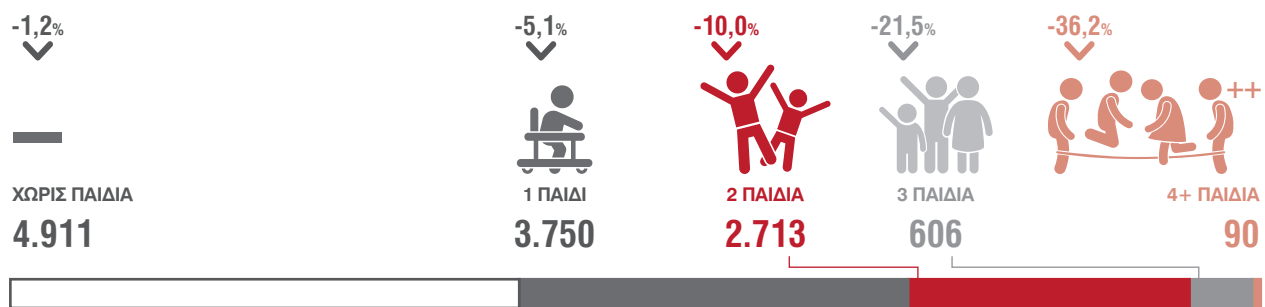 -1,2% -5,1% -10,0% -21,5% -36,2%
++
ΧΩΡΙΣ ΠΑΙΔΙΑ 1 ΠΑΙΔΙ 2 ΠΑΙΔΙΑ 3 ΠΑΙΔΙΑ 4+ ΠΑΙΔΙΑ
4.911 3.750 2.713 606 90